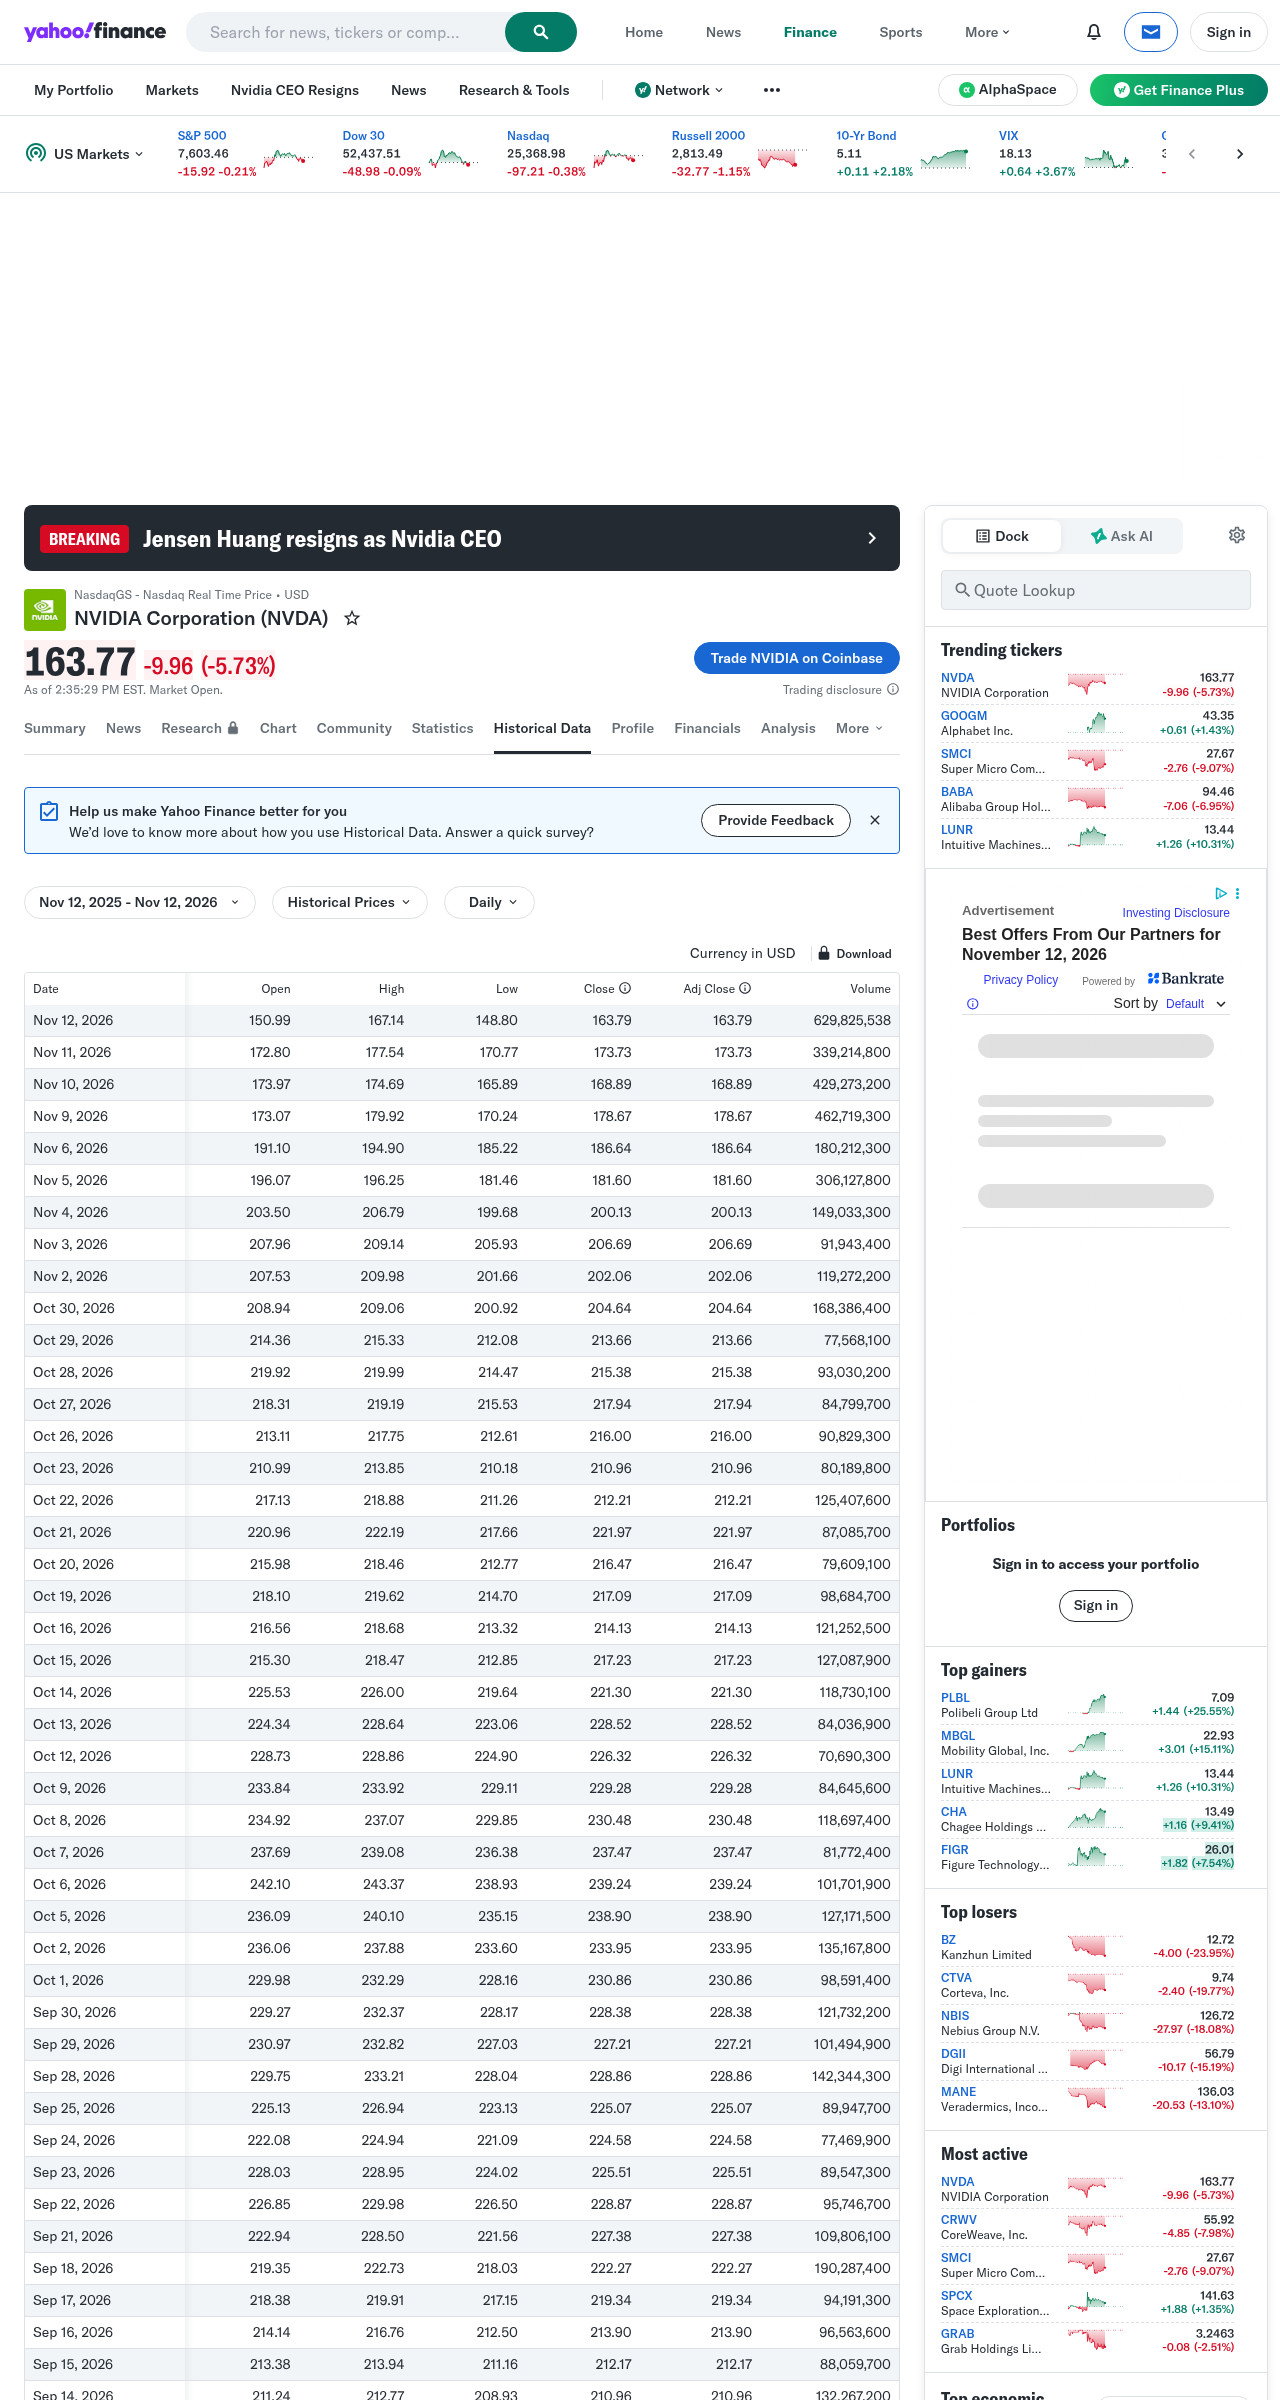 yahoo!finance
Search for news, tickers or comp...
Home News Finance Sports More
Sign in
My Portfolio Markets Nvidia CEO Resigns News Research & Tools Network •••
AlphaSpace
Get Finance Plus
US Markets
S&P 500
7,603.46
-15.92 -0.21%
Dow 30
52,437.51
-48.98 -0.09%
Nasdaq
25,368.98
-97.21 -0.38%
Russell 2000
2,813.49
-32.77 -1.15%
10-Yr Bond
5.11
+0.11 +2.18%
VIX
18.13
+0.64 +3.67%
BREAKING Jensen Huang resigns as Nvidia CEO
NVIDIA
NasdaqGS - Nasdaq Real Time Price • USD
NVIDIA Corporation (NVDA)
163.77 -9.96 (-5.73%)
As of 2:35:29 PM EST. Market Open.
Trade NVIDIA on Coinbase
Trading disclosure
Summary News Research Chart Community Statistics Historical Data Profile Financials Analysis More
Help us make Yahoo Finance better for you
We'd love to know more about how you use Historical Data. Answer a quick survey?
Provide Feedback
Nov 12, 2025 - Nov 12, 2026
Historical Prices
Daily
Currency in USD
Download
Date Open High Low Close Adj Close Volume
Nov 12, 2026 150.99 167.14 148.80 163.79 163.79 629,825,538
Nov 11, 2026 172.80 177.54 170.77 173.73 173.73 339,214,800
Nov 10, 2026 173.97 174.69 165.89 168.89 168.89 429,273,200
Nov 9, 2026 173.07 179.92 170.24 178.67 178.67 462,719,300
Nov 6, 2026 191.10 194.90 185.22 186.64 186.64 180,212,300
Nov 5, 2026 196.07 196.25 181.46 181.60 181.60 306,127,800
Nov 4, 2026 203.50 206.79 199.68 200.13 200.13 149,033,300
Nov 3, 2026 207.96 209.14 205.93 206.69 206.69 91,943,400
Nov 2, 2026 207.53 209.98 201.66 202.06 202.06 119,272,200
Oct 30, 2026 208.94 209.06 200.92 204.64 204.64 168,386,400
Oct 29, 2026 214.36 215.33 212.08 213.66 213.66 77,568,100
Oct 28, 2026 219.92 219.99 214.47 215.38 215.38 93,030,200
Oct 27, 2026 218.31 219.19 215.53 217.94 217.94 84,799,700
Oct 26, 2026 213.11 217.75 212.61 216.00 216.00 90,829,300
Oct 23, 2026 210.99 213.85 210.18 210.96 210.96 80,189,800
Oct 22, 2026 217.13 218.88 211.26 212.21 212.21 125,407,600
Oct 21, 2026 220.96 222.19 217.66 221.97 221.97 87,085,700
Oct 20, 2026 215.98 218.46 212.77 216.47 216.47 79,609,100
Oct 19, 2026 218.10 219.62 214.70 217.09 217.09 98,684,700
Oct 16, 2026 216.56 218.68 213.32 214.13 214.13 121,252,500
Oct 15, 2026 215.30 218.47 212.85 217.23 217.23 127,087,900
Oct 14, 2026 225.53 226.00 219.64 221.30 221.30 118,730,100
Oct 13, 2026 224.34 228.64 223.06 228.52 228.52 84,036,900
Oct 12, 2026 228.73 228.86 224.90 226.32 226.32 70,690,300
Oct 9, 2026 233.84 233.92 229.11 229.28 229.28 84,645,600
Oct 8, 2026 234.92 237.07 229.85 230.48 230.48 118,697,400
Oct 7, 2026 237.69 239.08 236.38 237.47 237.47 81,772,400
Oct 6, 2026 242.10 243.37 238.93 239.24 239.24 101,701,900
Oct 5, 2026 236.09 240.10 235.15 238.90 238.90 127,171,500
Oct 2, 2026 236.06 237.88 233.60 233.95 233.95 135,167,800
Oct 1, 2026 229.98 232.29 228.16 230.86 230.86 98,591,400
Sep 30, 2026 229.27 232.37 228.17 228.38 228.38 121,732,200
Sep 29, 2026 230.97 232.82 227.03 227.21 227.21 101,494,900
Sep 28, 2026 229.75 233.21 228.04 228.86 228.86 142,344,300
Sep 25, 2026 225.13 226.94 223.13 225.07 225.07 89,947,700
Sep 24, 2026 222.08 224.94 221.09 224.58 224.58 77,469,900
Sep 23, 2026 228.03 228.95 224.02 225.51 225.51 89,547,300
Sep 22, 2026 226.85 229.98 226.50 228.87 228.87 95,746,700
Sep 21, 2026 222.94 228.50 221.56 227.38 227.38 109,806,100
Sep 18, 2026 219.35 222.73 218.03 222.27 222.27 190,287,400
Sep 17, 2026 218.38 219.91 217.15 219.34 219.34 94,191,300
Sep 16, 2026 214.14 216.76 212.50 213.90 213.90 96,563,600
Sep 15, 2026 213.38 213.94 211.16 212.17 212.17 88,059,700
Sep 14, 2026 211.24 212.77 208.93 210.96 210.96 132,267,200
Dock Ask AI
Quote Lookup
Trending tickers
NVDA 163.77
NVIDIA Corporation -9.96 (-5.73%)
GOOGM 43.35
Alphabet Inc. +0.61 (+1.43%)
SMCI 27.67
Super Micro Com... -2.76 (-9.07%)
BABA 94.46
Alibaba Group Hol... -7.06 (-6.95%)
LUNR 13.44
Intuitive Machines... +1.26 (+10.31%)
Advertisement Investing Disclosure
Best Offers From Our Partners for
November 12, 2026
Privacy Policy Powered by Bankrate
Sort by Default
Portfolios
Sign in to access your portfolio
Sign in
Top gainers
PLBL 7.09
Polibeli Group Ltd +1.44 (+25.55%)
MBGL 22.93
Mobility Global, Inc. +3.01 (+15.11%)
LUNR 13.44
Intuitive Machines... +1.26 (+10.31%)
CHA 13.49
Chagee Holdings ... +1.16 (+9.41%)
FIGR 26.01
Figure Technology... +1.82 (+7.54%)
Top losers
BZ 12.72
Kanzhun Limited -4.00 (-23.95%)
CTVA 9.74
Corteva, Inc. -2.40 (-19.77%)
NBIS 126.72
Nebius Group N.V. -27.97 (-18.08%)
DGII 56.79
Digi International ... -10.17 (-15.19%)
MANE 136.03
Veradermics, Inco... -20.53 (-13.10%)
Most active
NVDA 163.77
NVIDIA Corporation -9.96 (-5.73%)
CRWV 55.92
CoreWeave, Inc. -4.85 (-7.98%)
SMCI 27.67
Super Micro Com... -2.76 (-9.07%)
SPCX 141.63
Space Exploration... +1.88 (+1.35%)
GRAB 3.2463
Grab Holdings Li... -0.08 (-2.51%)
Top economic